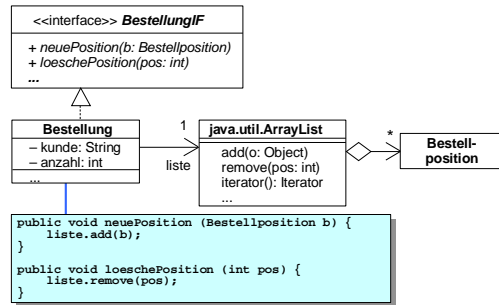 <<interface>> BestellungIF
+ neuePosition(b: Bestellposition)
+ loeschePosition(pos: int)
...
Bestellung
– kunde: String
– anzahl: int
...
1
liste
java.util.ArrayList
add(o: Object)
remove(pos: int)
iterator(): Iterator
...
*
Bestell-
position
public void neuePosition (Bestellposition b) {
liste.add(b);
}
public void loeschePosition (int pos) {
liste.remove(pos);
}